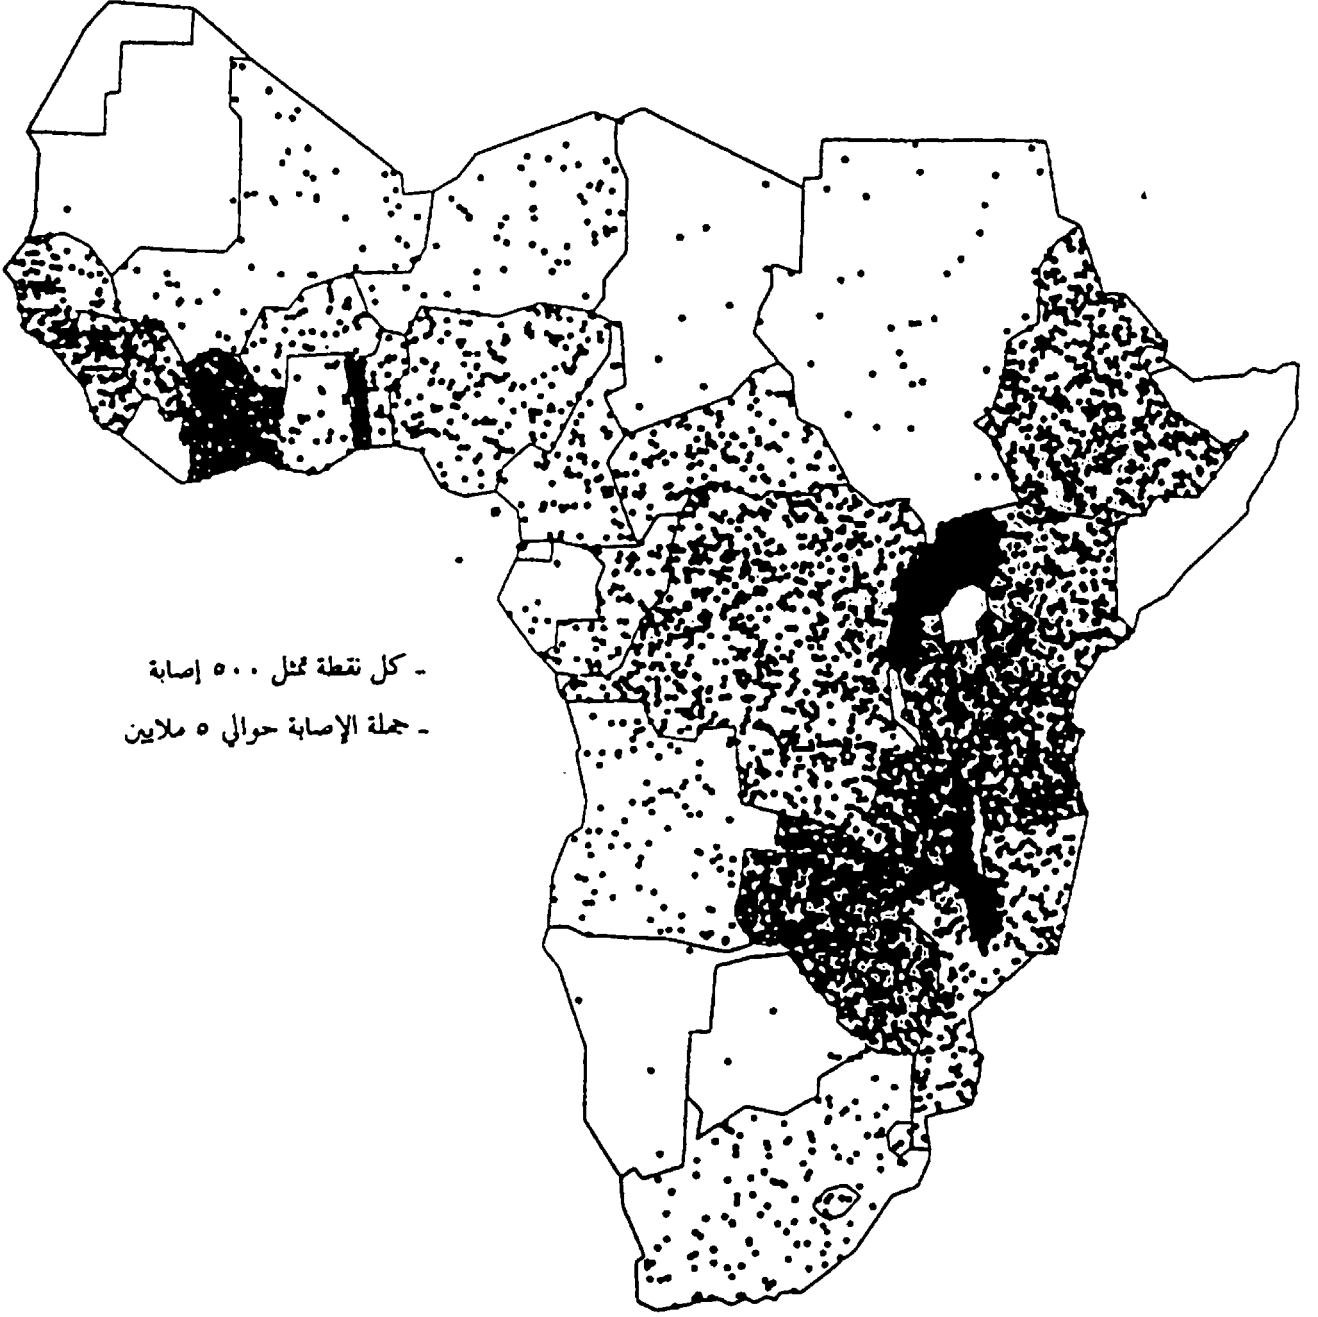 - كل نقطة تمثل ٥٠٠ إصابة
- جملة الإصابة حوالي ٥ ملايين